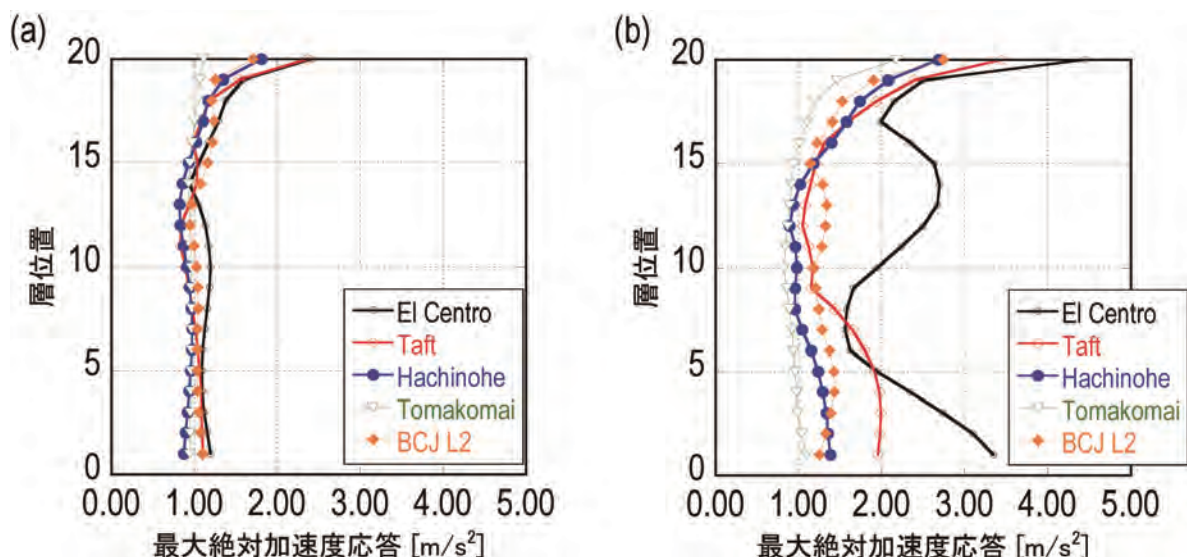 (a)
20
15
10
5
0
層位置
El Centro
Taft
Hachinohe
Tomakomai
BCJ L2
0.00 1.00 2.00 3.00 4.00 5.00
最大絶対加速度応答 [m/s²]
(b)
20
15
10
5
0
層位置
El Centro
Taft
Hachinohe
Tomakomai
BCJ L2
0.00 1.00 2.00 3.00 4.00 5.00
最大絶対加速度応答 [m/s²]